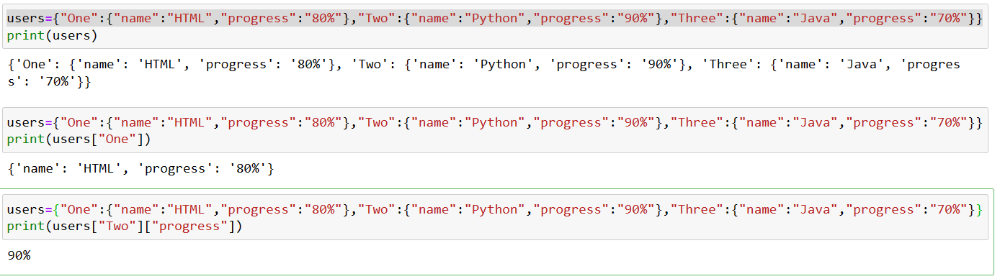 users={"One":{"name":"HTML","progress":"80%"},"Two":{"name":"Python","progress":"90%"},"Three":{"name":"Java","progress":"70%"}}
print(users)
{'One': {'name': 'HTML', 'progress': '80%'}, 'Two': {'name': 'Python', 'progress': '90%'}, 'Three': {'name': 'Java', 'progres
s': '70%'}}
users={"One":{"name":"HTML","progress":"80%"},"Two":{"name":"Python","progress":"90%"},"Three":{"name":"Java","progress":"70%"}}
print(users["One"])
{'name': 'HTML', 'progress': '80%'}
users={"One":{"name":"HTML","progress":"80%"},"Two":{"name":"Python","progress":"90%"},"Three":{"name":"Java","progress":"70%"}}
print(users["Two"]["progress"])
90%